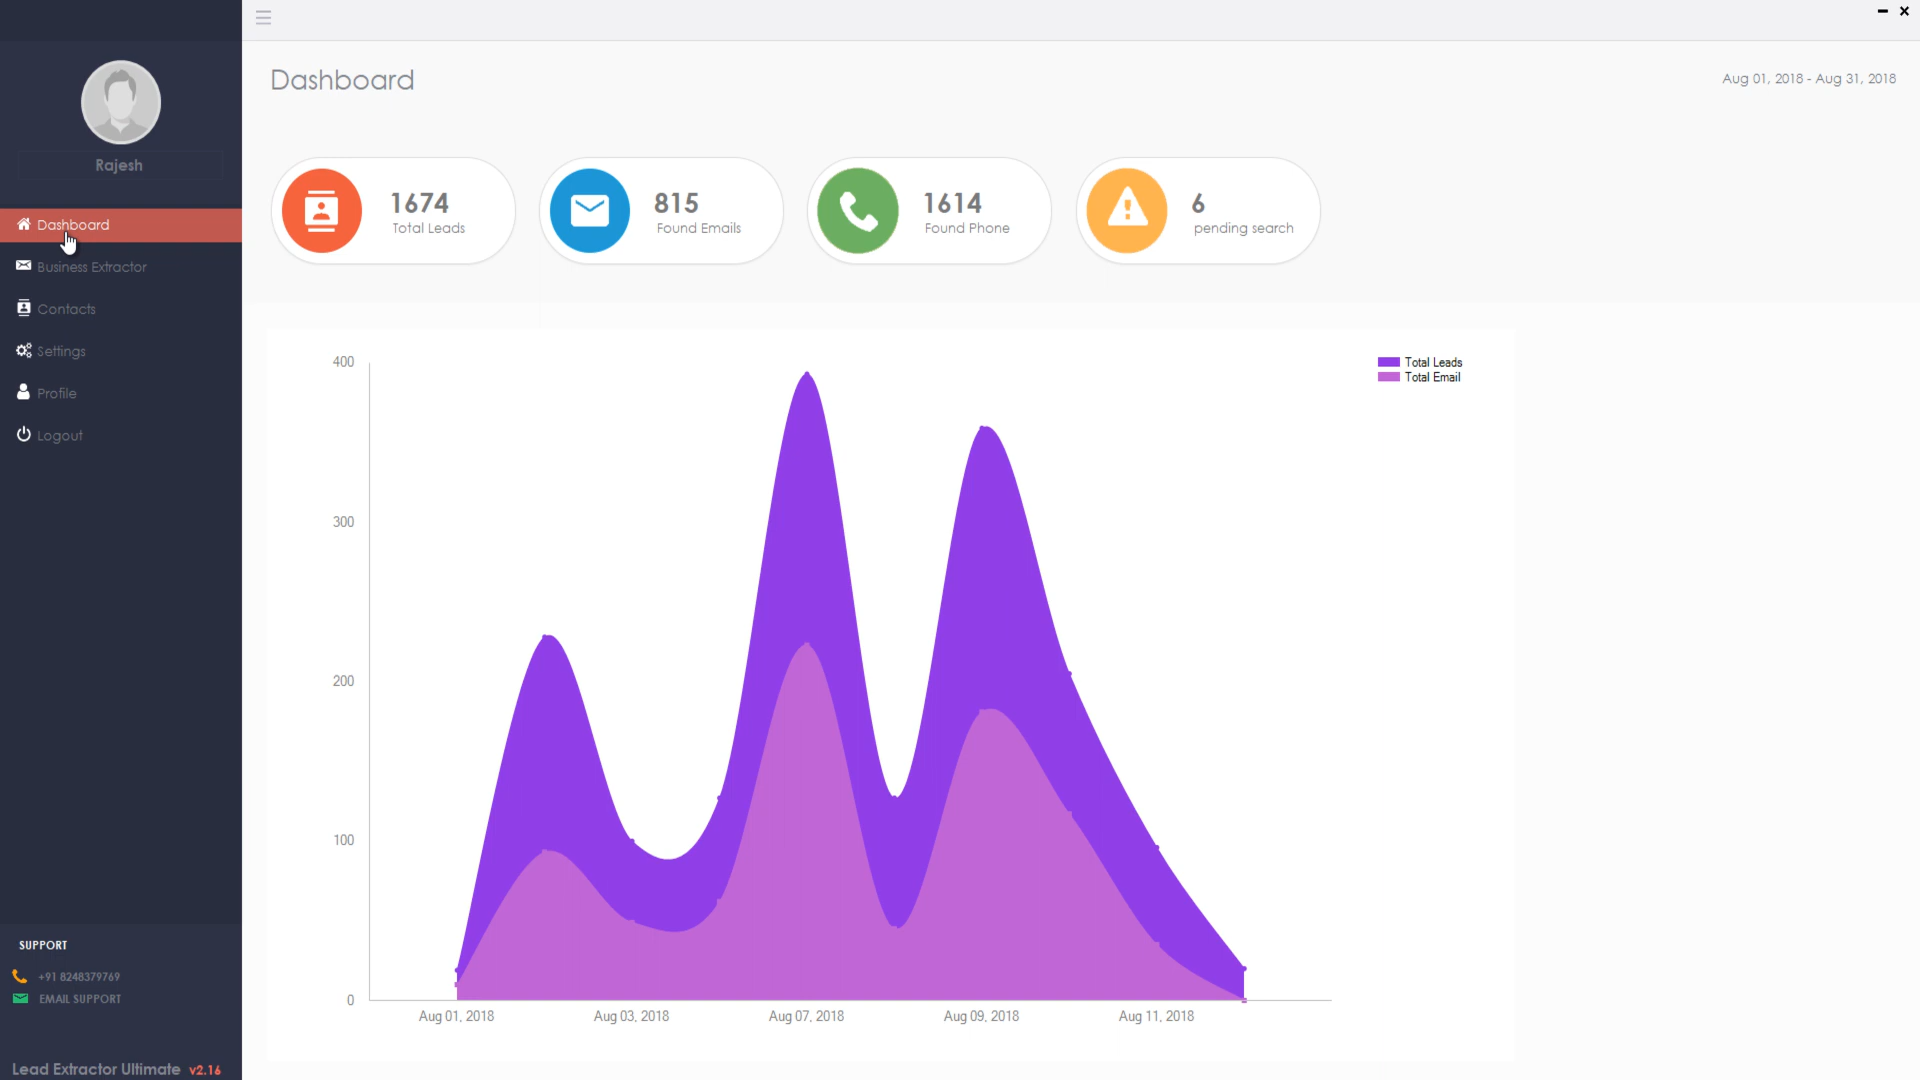 Rajesh
Dashboard
Business Extractor
Contacts
Settings
Profile
Logout
SUPPORT
+91 8248379769
EMAIL SUPPORT
Lead Extractor Ultimate v2.16
Dashboard
Aug 01, 2018 - Aug 31, 2018
1674
Total Leads
815
Found Emails
1614
Found Phone
6
pending search
Total Leads
Total Email
400
300
200
100
0
Aug 01, 2018
Aug 03, 2018
Aug 07, 2018
Aug 09, 2018
Aug 11, 2018